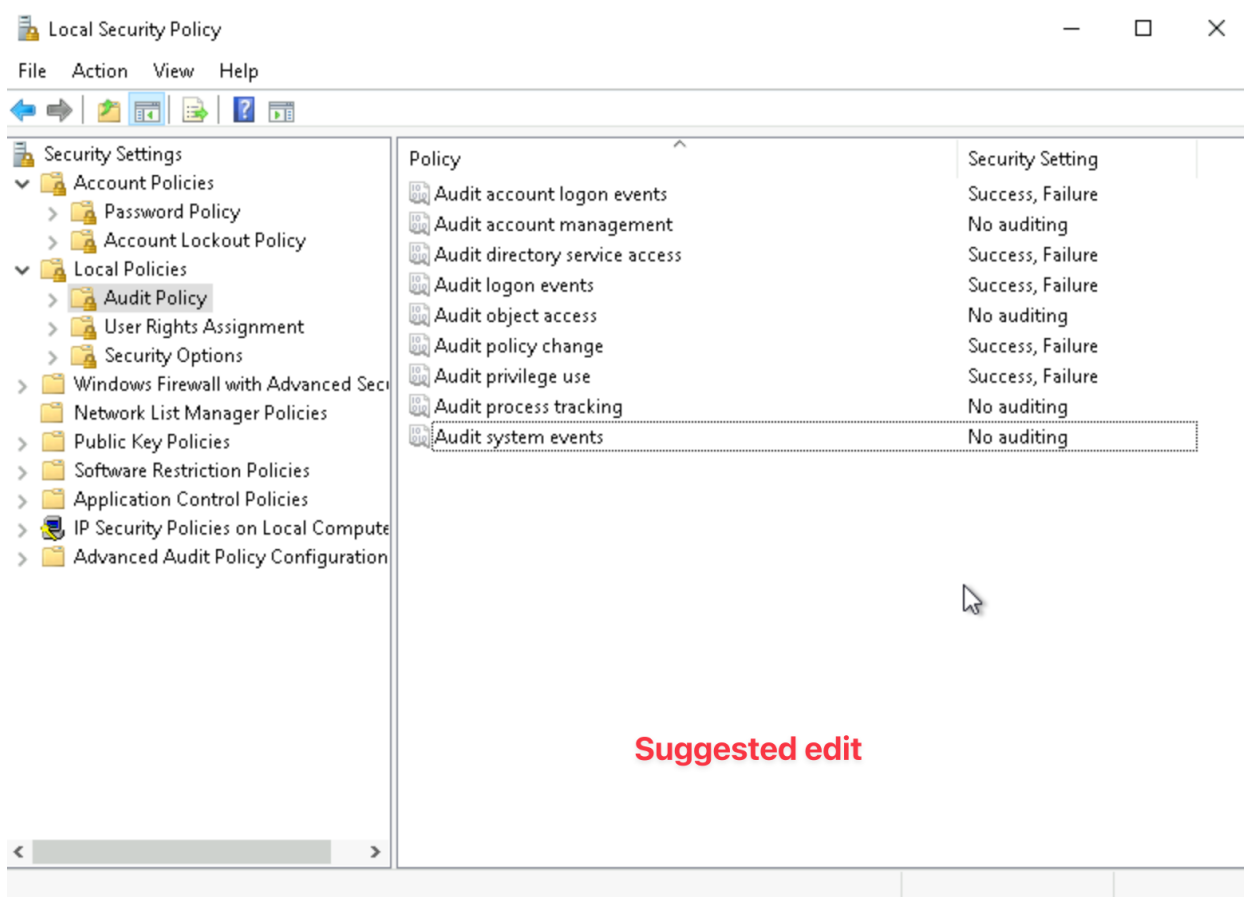 Local Security Policy
File Action View Help
Security Settings
Account Policies
Password Policy
Account Lockout Policy
Local Policies
Audit Policy
User Rights Assignment
Security Options
Windows Firewall with Advanced Secu
Network List Manager Policies
Public Key Policies
Software Restriction Policies
Application Control Policies
IP Security Policies on Local Compute
Advanced Audit Policy Configuration
Policy Security Setting
Audit account logon events Success, Failure
Audit account management No auditing
Audit directory service access Success, Failure
Audit logon events Success, Failure
Audit object access No auditing
Audit policy change Success, Failure
Audit privilege use Success, Failure
Audit process tracking No auditing
Audit system events No auditing
Suggested edit